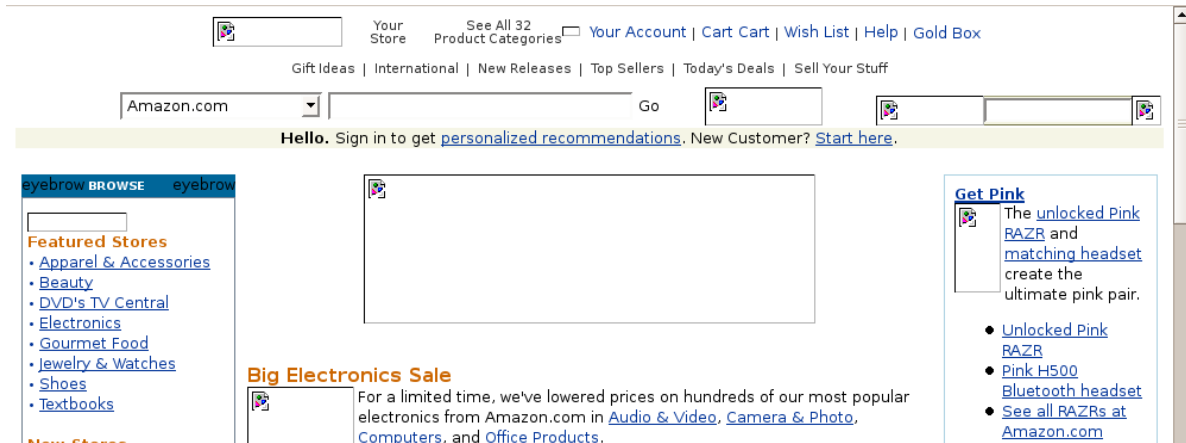 Your Store
See All 32 Product Categories
Your Account | Cart Cart | Wish List | Help | Gold Box
Gift Ideas | International | New Releases | Top Sellers | Today's Deals | Sell Your Stuff
Amazon.com
Go
Hello. Sign in to get personalized recommendations. New Customer? Start here.
eyebrow BROWSE eyebrow
Featured Stores
• Apparel & Accessories
• Beauty
• DVD's TV Central
• Electronics
• Gourmet Food
• Jewelry & Watches
• Shoes
• Textbooks
New Stores
Big Electronics Sale
For a limited time, we've lowered prices on hundreds of our most popular
electronics from Amazon.com in Audio & Video, Camera & Photo,
Computers, and Office Products.
Get Pink
The unlocked Pink
RAZR and
matching headset
create the
ultimate pink pair.
• Unlocked Pink
RAZR
• Pink H500
Bluetooth headset
• See all RAZRs at
Amazon.com